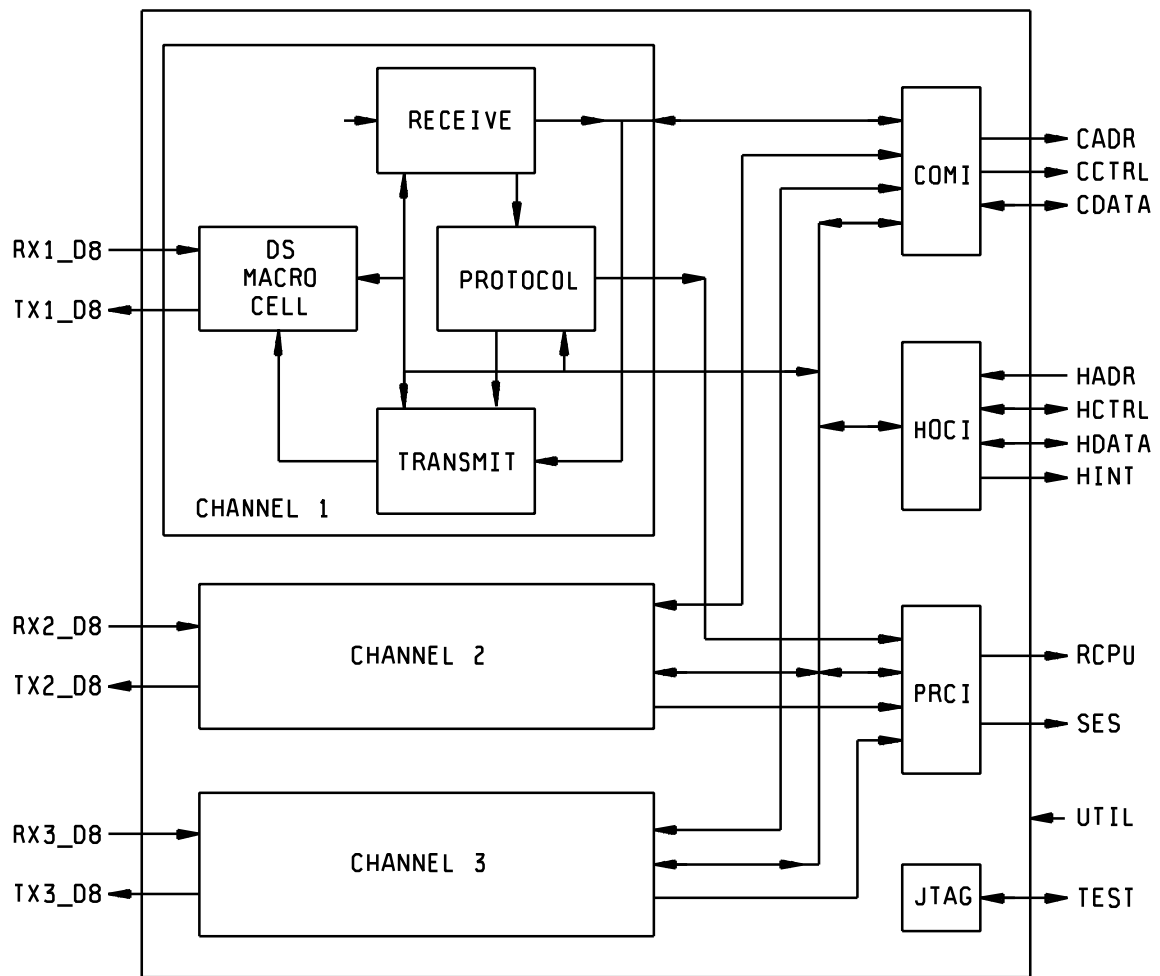 RECEIVE
COMI
CADR
CCTRL
CDATA
RX1_D8
TX1_D8
DS
MACRO
CELL
PROTOCOL
HOCI
HADR
HCTRL
HDATA
HINT
TRANSMIT
CHANNEL 1
RX2_D8
TX2_D8
CHANNEL 2
PRCI
RCPU
SES
UTIL
RX3_D8
TX3_D8
CHANNEL 3
JTAG
TEST